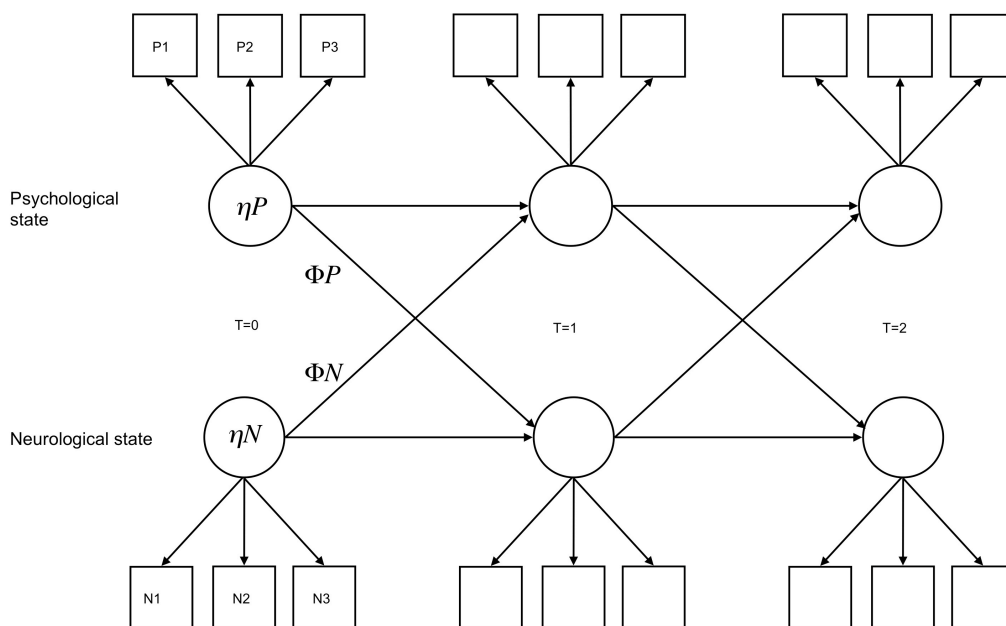 P1
P2
P3
Psychological
state
ηP
ΦP
T=0
T=1
T=2
ΦN
Neurological state
ηN
N1
N2
N3